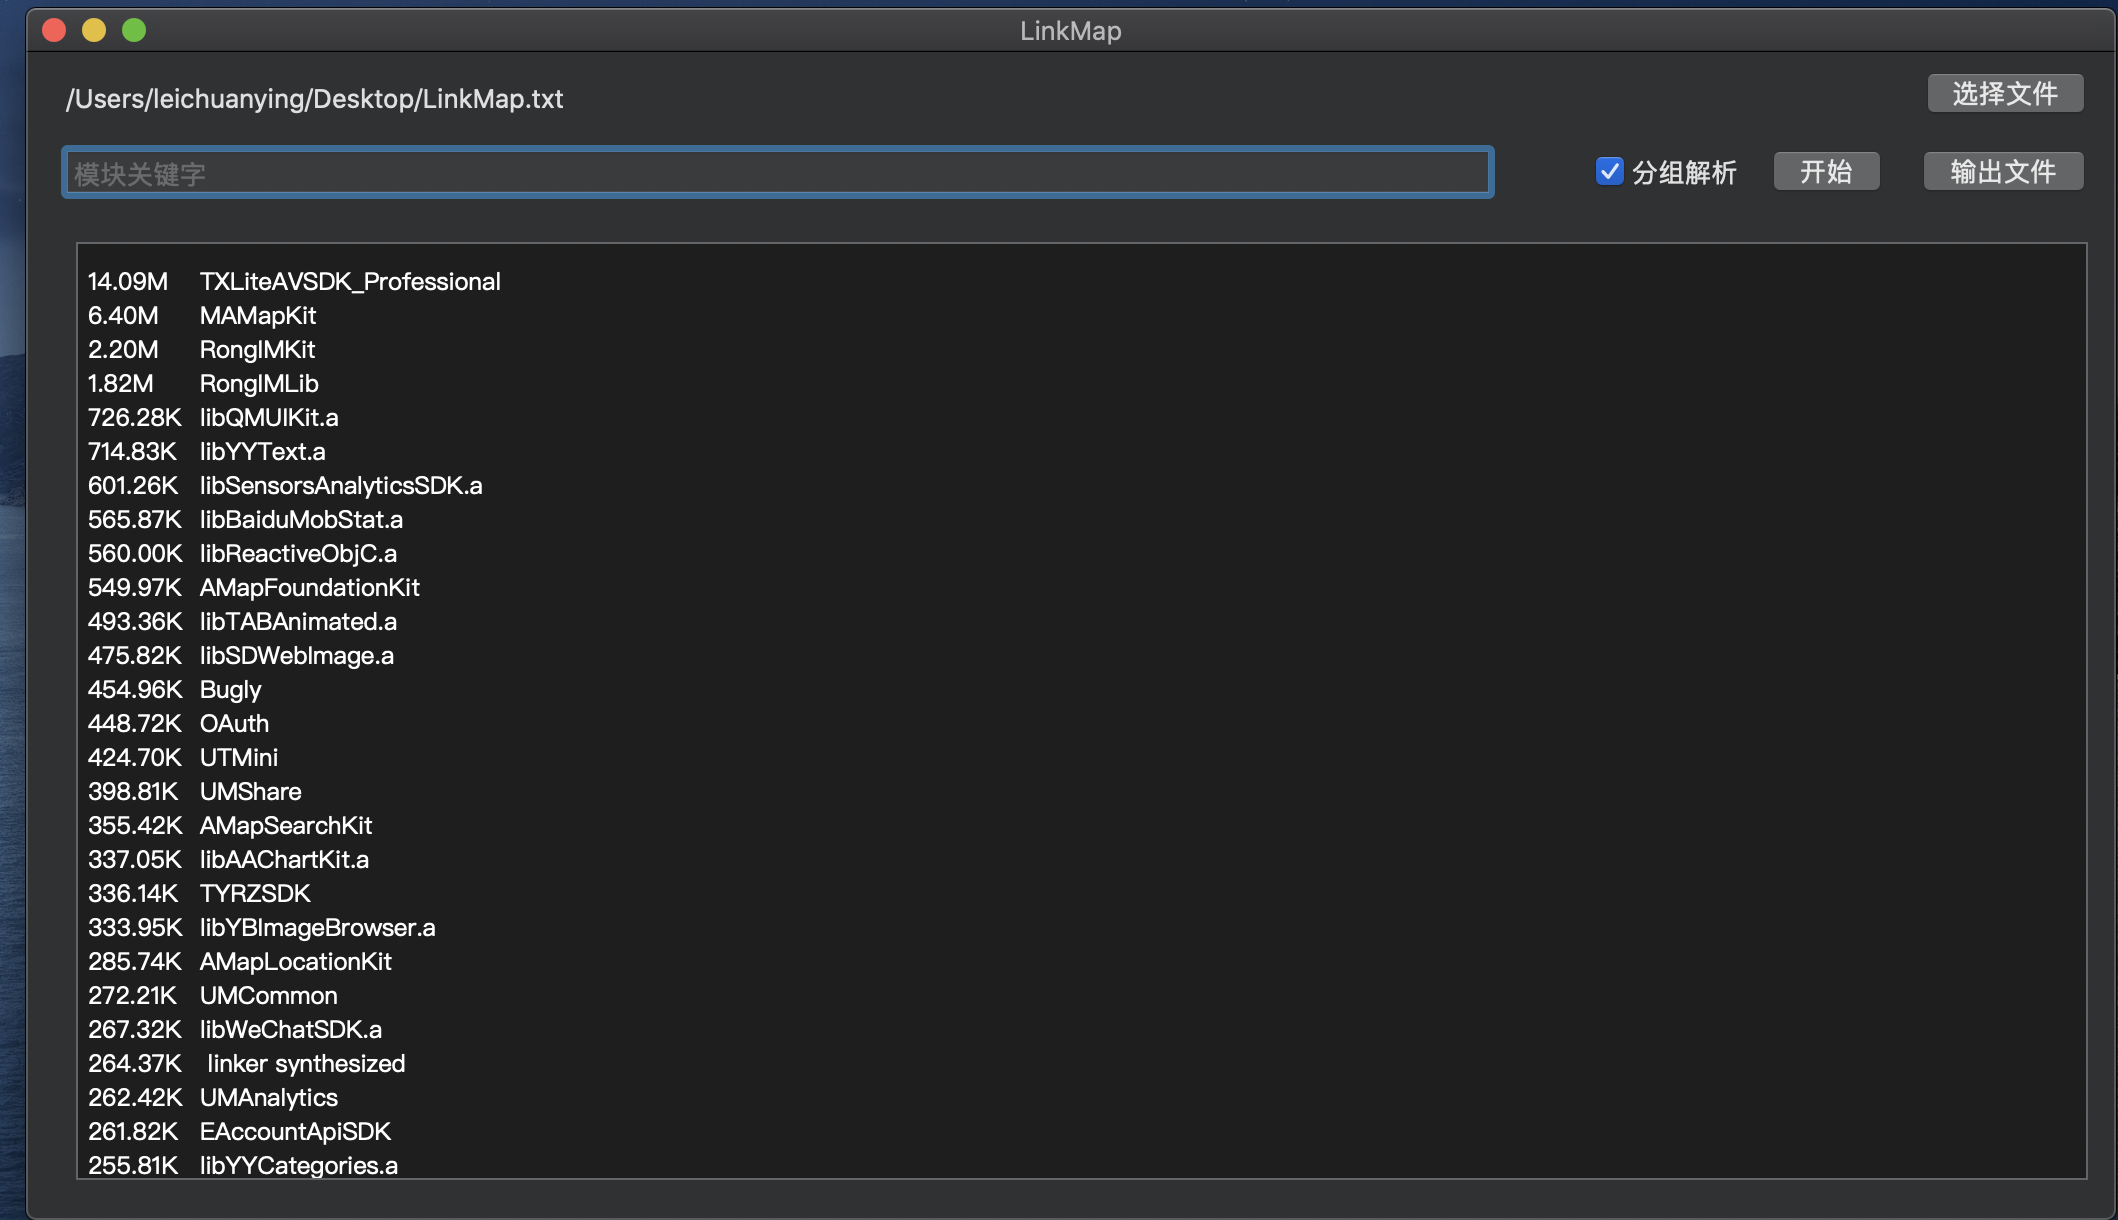 LinkMap
/Users/leichuanying/Desktop/LinkMap.txt
选择文件
模块关键字
分组解析
开始
输出文件
14.09M TXLiteAVSDK_Professional
6.40M MAMapKit
2.20M RongIMKit
1.82M RongIMLib
726.28K libQMUIKit.a
714.83K libYYText.a
601.26K libSensorsAnalyticsSDK.a
565.87K libBaiduMobStat.a
560.00K libReactiveObjC.a
549.97K AMapFoundationKit
493.36K libTABAnimated.a
475.82K libSDWebImage.a
454.96K Bugly
448.72K OAuth
424.70K UTMini
398.81K UMShare
355.42K AMapSearchKit
337.05K libAAChartKit.a
336.14K TYRZSDK
333.95K libYBImageBrowser.a
285.74K AMapLocationKit
272.21K UMCommon
267.32K libWeChatSDK.a
264.37K linker synthesized
262.42K UMAnalytics
261.82K EAccountApiSDK
255.81K libYYCategories.a